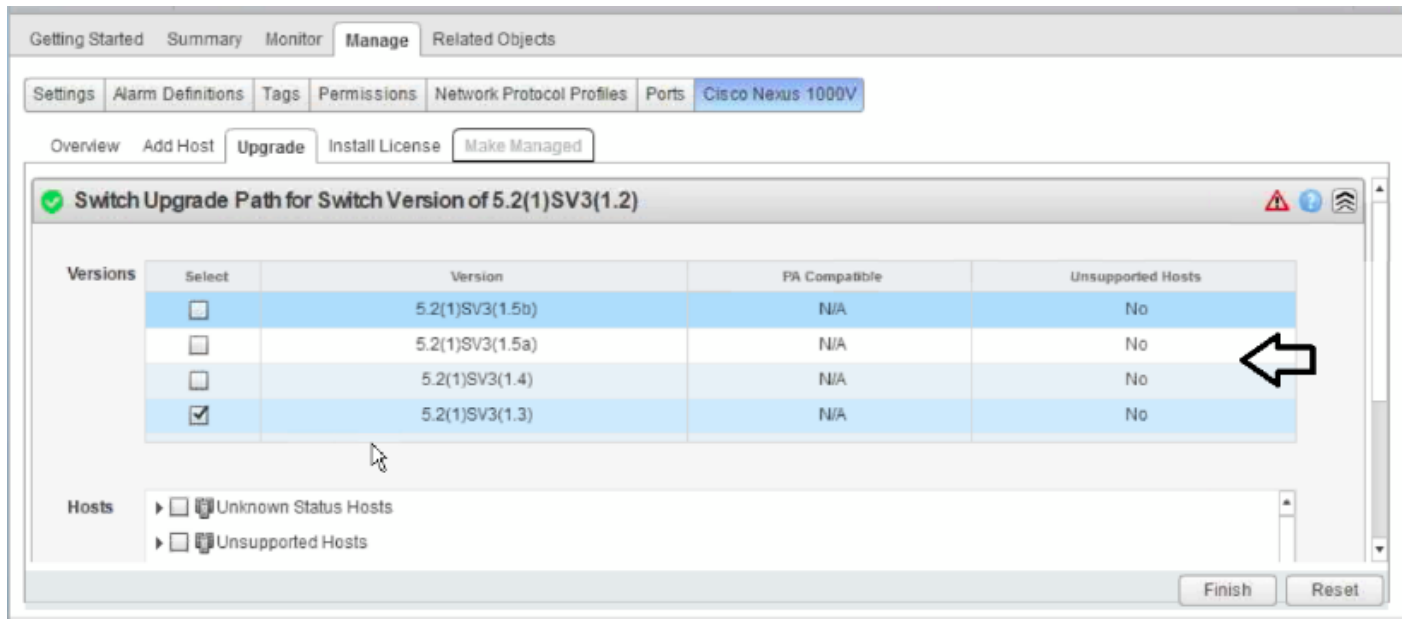 Getting Started Summary Monitor Manage Related Objects
Settings Alarm Definitions Tags Permissions Network Protocol Profiles Ports Cisco Nexus 1000V
Overview Add Host Upgrade Install License Make Managed
Switch Upgrade Path for Switch Version of 5.2(1)SV3(1.2)
Versions Select Version PA Compatible Unsupported Hosts
5.2(1)SV3(1.5b) N/A No
5.2(1)SV3(1.5a) N/A No
5.2(1)SV3(1.4) N/A No
5.2(1)SV3(1.3) N/A No
Hosts Unknown Status Hosts
Unsupported Hosts
Finish Reset